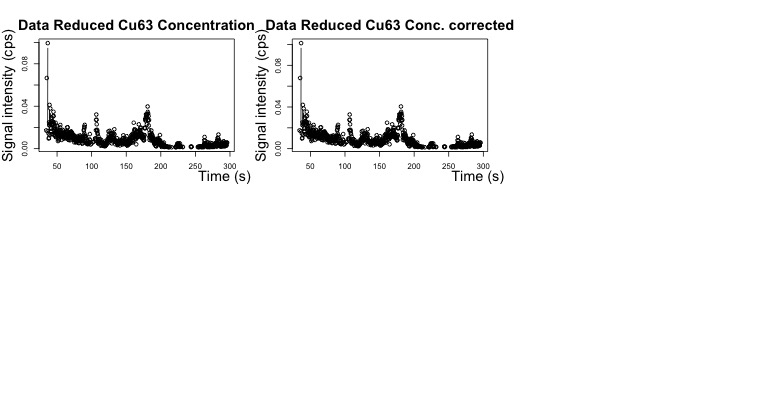 Data Reduced Cu63 Concentration
Signal intensity (cps)
0.00 0.04 0.08
50 100 150 200 250 300
Time (s)
Data Reduced Cu63 Conc. corrected
Signal intensity (cps)
0.00 0.04 0.08
50 100 150 200 250 300
Time (s)